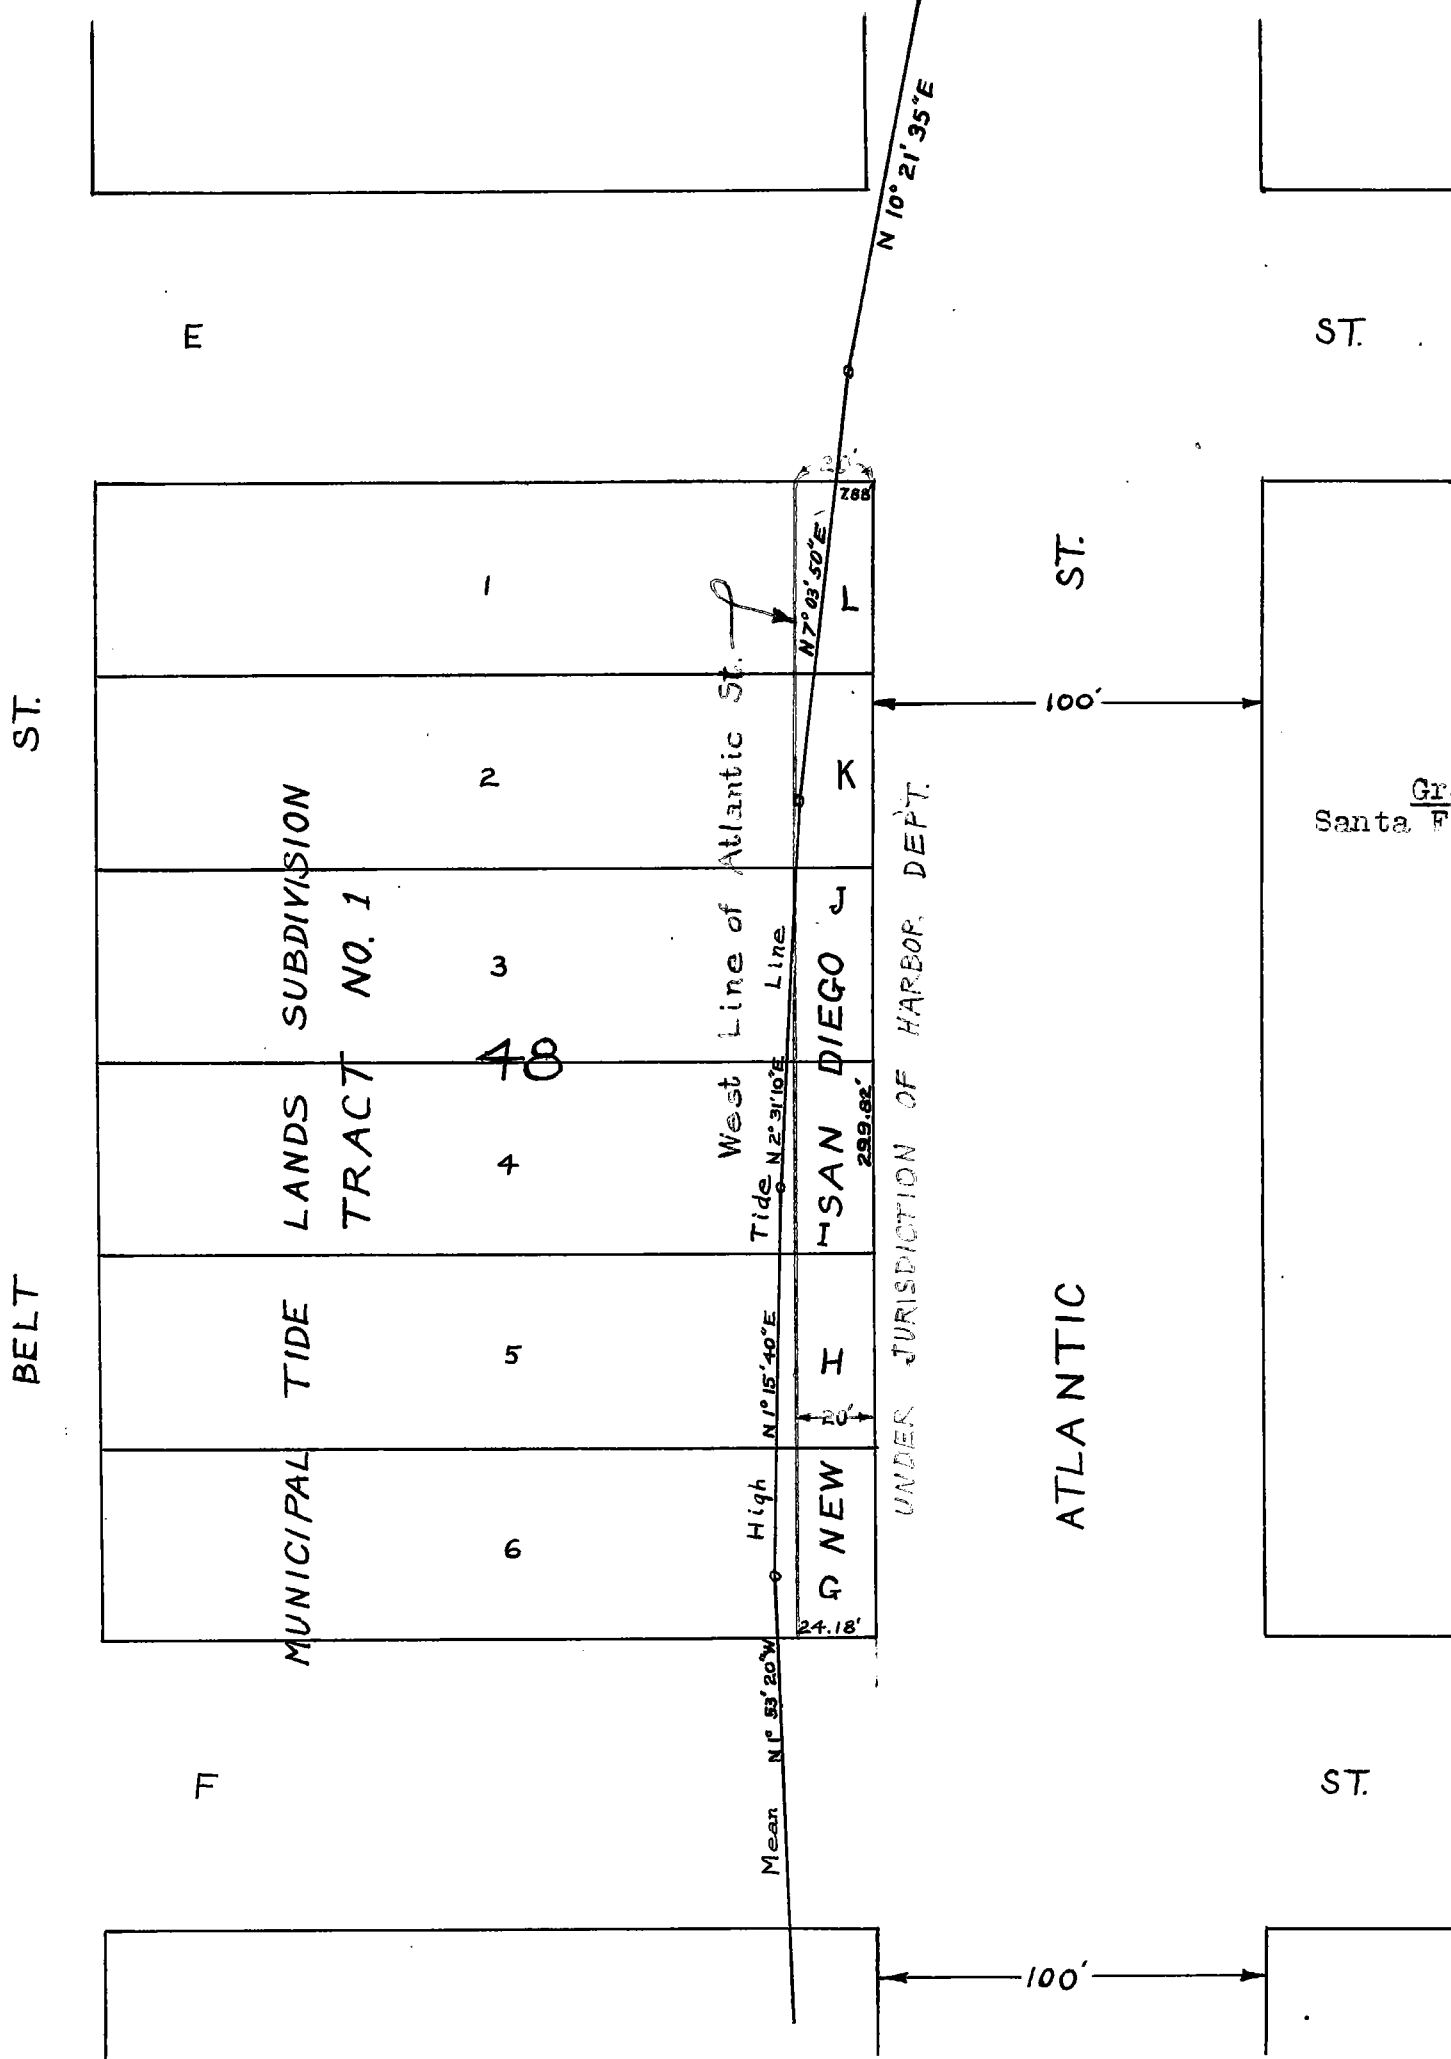 N 10° 21' 35" E
E
ST.
20'
7.88'
N 7° 03' 50" E
1
L
ST.
ST.
100'
2
K
West Line of Atlantic St.
Santa
MUNICIPAL TIDE LANDS SUBDIVISION
TRACT NO. 1
3
J
48
Mean High Tide Line
N 2° 31' 10" E
NEW SAN DIEGO
299.82'
UNDER JURISDICTION OF HARBOR DEPT.
4
I
BELT
ATLANTIC
N 1° 15' 40" E
5
H
20'
6
G
24.18'
N 1° 53' 20" W
F
ST.
100'